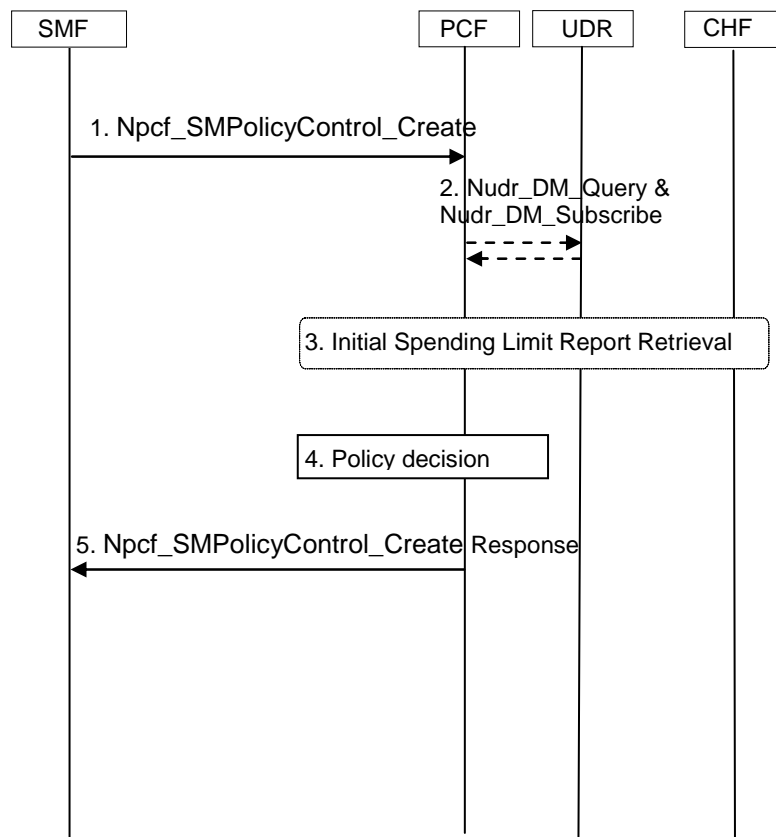 SMF
PCF
UDR
CHF
1. Npcf_SMPolicyControl_Create
2. Nudr_DM_Query &
Nudr_DM_Subscribe
3. Initial Spending Limit Report Retrieval
4. Policy decision
5. Npcf_SMPolicyControl_Create Response